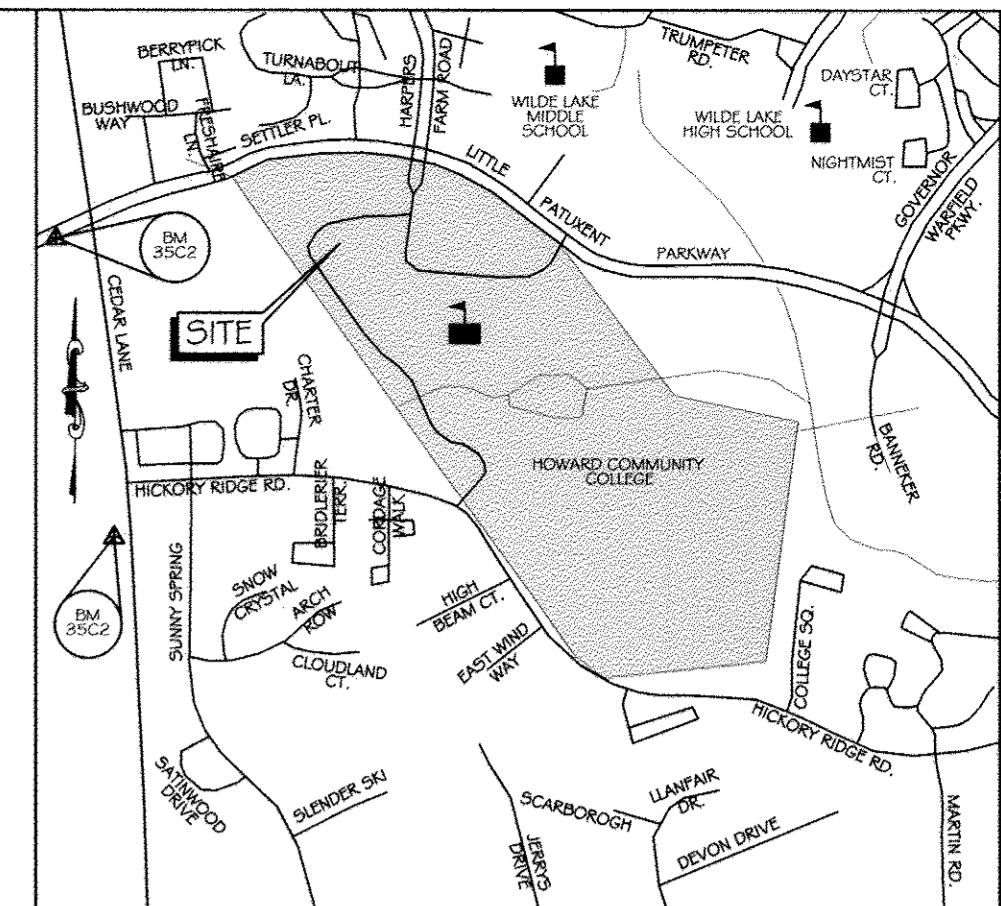 BERRYPICK
LN.
TURNABOUT
LA.
HARPERS
FARM ROAD
TRUMPETER
RD.
DAYSTAR
CT.
BUSHWOOD
WAY
FRESHAIRE
LN.
SETTLER PL.
WILDE LAKE
MIDDLE
SCHOOL
WILDE LAKE
HIGH SCHOOL
NIGHTMIST
CT.
LITTLE
PATUXENT
PARKWAY
GOVERNOR
WARFIELD
PKWY.
BM
35C2
CEDAR LANE
SITE
CHARTER
DR.
HOWARD COMMUNITY
COLLEGE
BANNEKER
RD.
HICKORY RIDGE RD.
BRIDLERIER
TERR.
CORDAGE
WALK
BM
35C2
SUNNY SPRING
SNOW
CRYSTAL
ARCH
ROW
CLOUDLAND
CT.
HIGH
BEAM CT.
EAST WIND
WAY
COLLEGE SQ.
HICKORY RIDGE RD.
SATINWOOD
DRIVE
SLENDER SKI
SCARBOROGH
LLANFAIR
DR.
JERRYS
DRIVE
DEVON DRIVE
MARTIN RD.